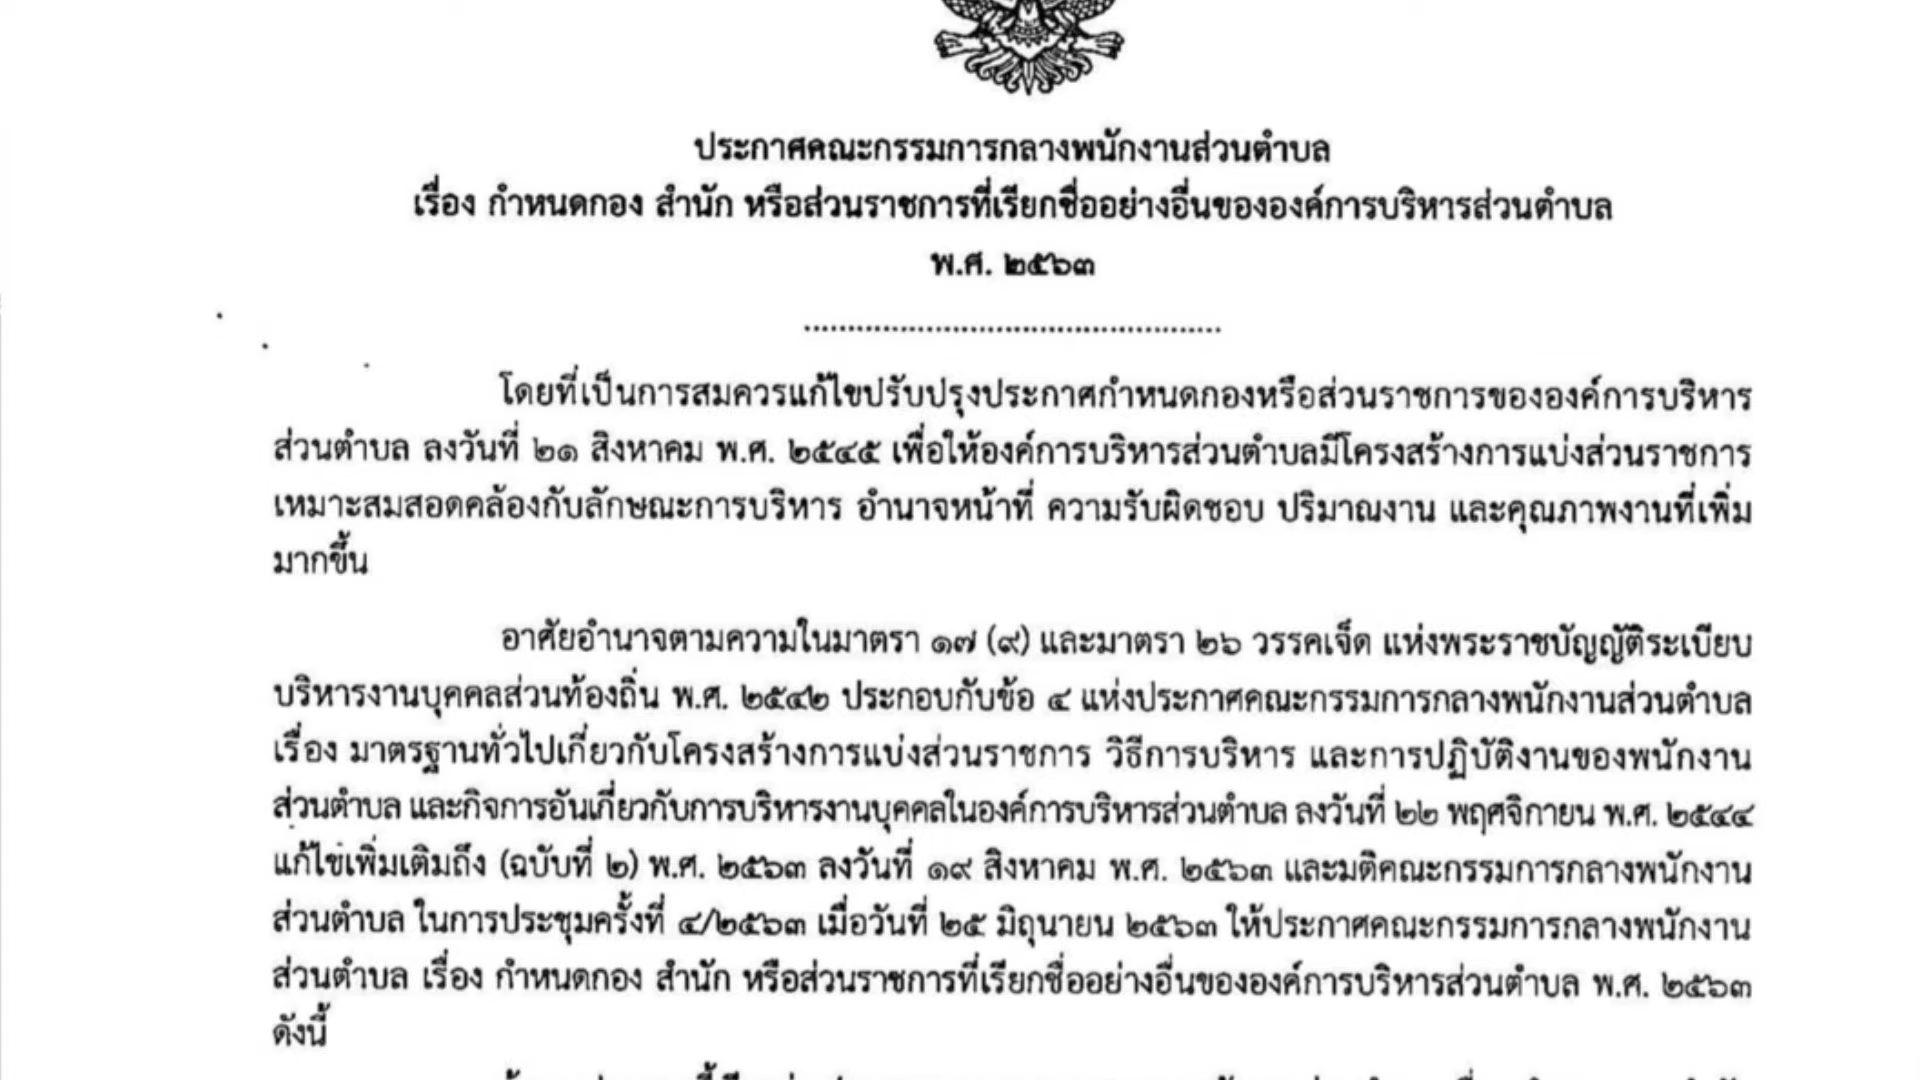 ประกาศคณะกรรมการกลางพนักงานส่วนตำบล
เรื่อง กำหนดกอง สำนัก หรือส่วนราชการที่เรียกชื่ออย่างอื่นขององค์การบริหารส่วนตำบล
พ.ศ. ๒๕๖๓
............................................
โดยที่เป็นการสมควรแก้ไขปรับปรุงประกาศกำหนดกองหรือส่วนราชการขององค์การบริหาร
ส่วนตำบล ลงวันที่ ๒๑ สิงหาคม พ.ศ. ๒๕๔๕ เพื่อให้องค์การบริหารส่วนตำบลมีโครงสร้างการแบ่งส่วนราชการ
เหมาะสมสอดคล้องกับลักษณะการบริหาร อำนาจหน้าที่ ความรับผิดชอบ ปริมาณงาน และคุณภาพงานที่เพิ่ม
มากขึ้น
อาศัยอำนาจตามความในมาตรา ๑๗ (๙) และมาตรา ๒๖ วรรคเจ็ด แห่งพระราชบัญญัติระเบียบ
บริหารงานบุคคลส่วนท้องถิ่น พ.ศ. ๒๕๔๒ ประกอบกับข้อ ๔ แห่งประกาศคณะกรรมการกลางพนักงานส่วนตำบล
เรื่อง มาตรฐานทั่วไปเกี่ยวกับโครงสร้างการแบ่งส่วนราชการ วิธีการบริหาร และการปฏิบัติงานของพนักงาน
ส่วนตำบล และกิจการอันเกี่ยวกับการบริหารงานบุคคลในองค์การบริหารส่วนตำบล ลงวันที่ ๒๒ พฤศจิกายน พ.ศ. ๒๕๔๔
แก้ไขเพิ่มเติมถึง (ฉบับที่ ๒) พ.ศ. ๒๕๖๓ ลงวันที่ ๑๙ สิงหาคม พ.ศ. ๒๕๖๓ และมติคณะกรรมการกลางพนักงาน
ส่วนตำบล ในการประชุมครั้งที่ ๔/๒๕๖๓ เมื่อวันที่ ๒๕ มิถุนายน ๒๕๖๓ ให้ประกาศคณะกรรมการกลางพนักงาน
ส่วนตำบล เรื่อง กำหนดกอง สำนัก หรือส่วนราชการที่เรียกชื่ออย่างอื่นขององค์การบริหารส่วนตำบล พ.ศ. ๒๕๖๓
ดังนี้